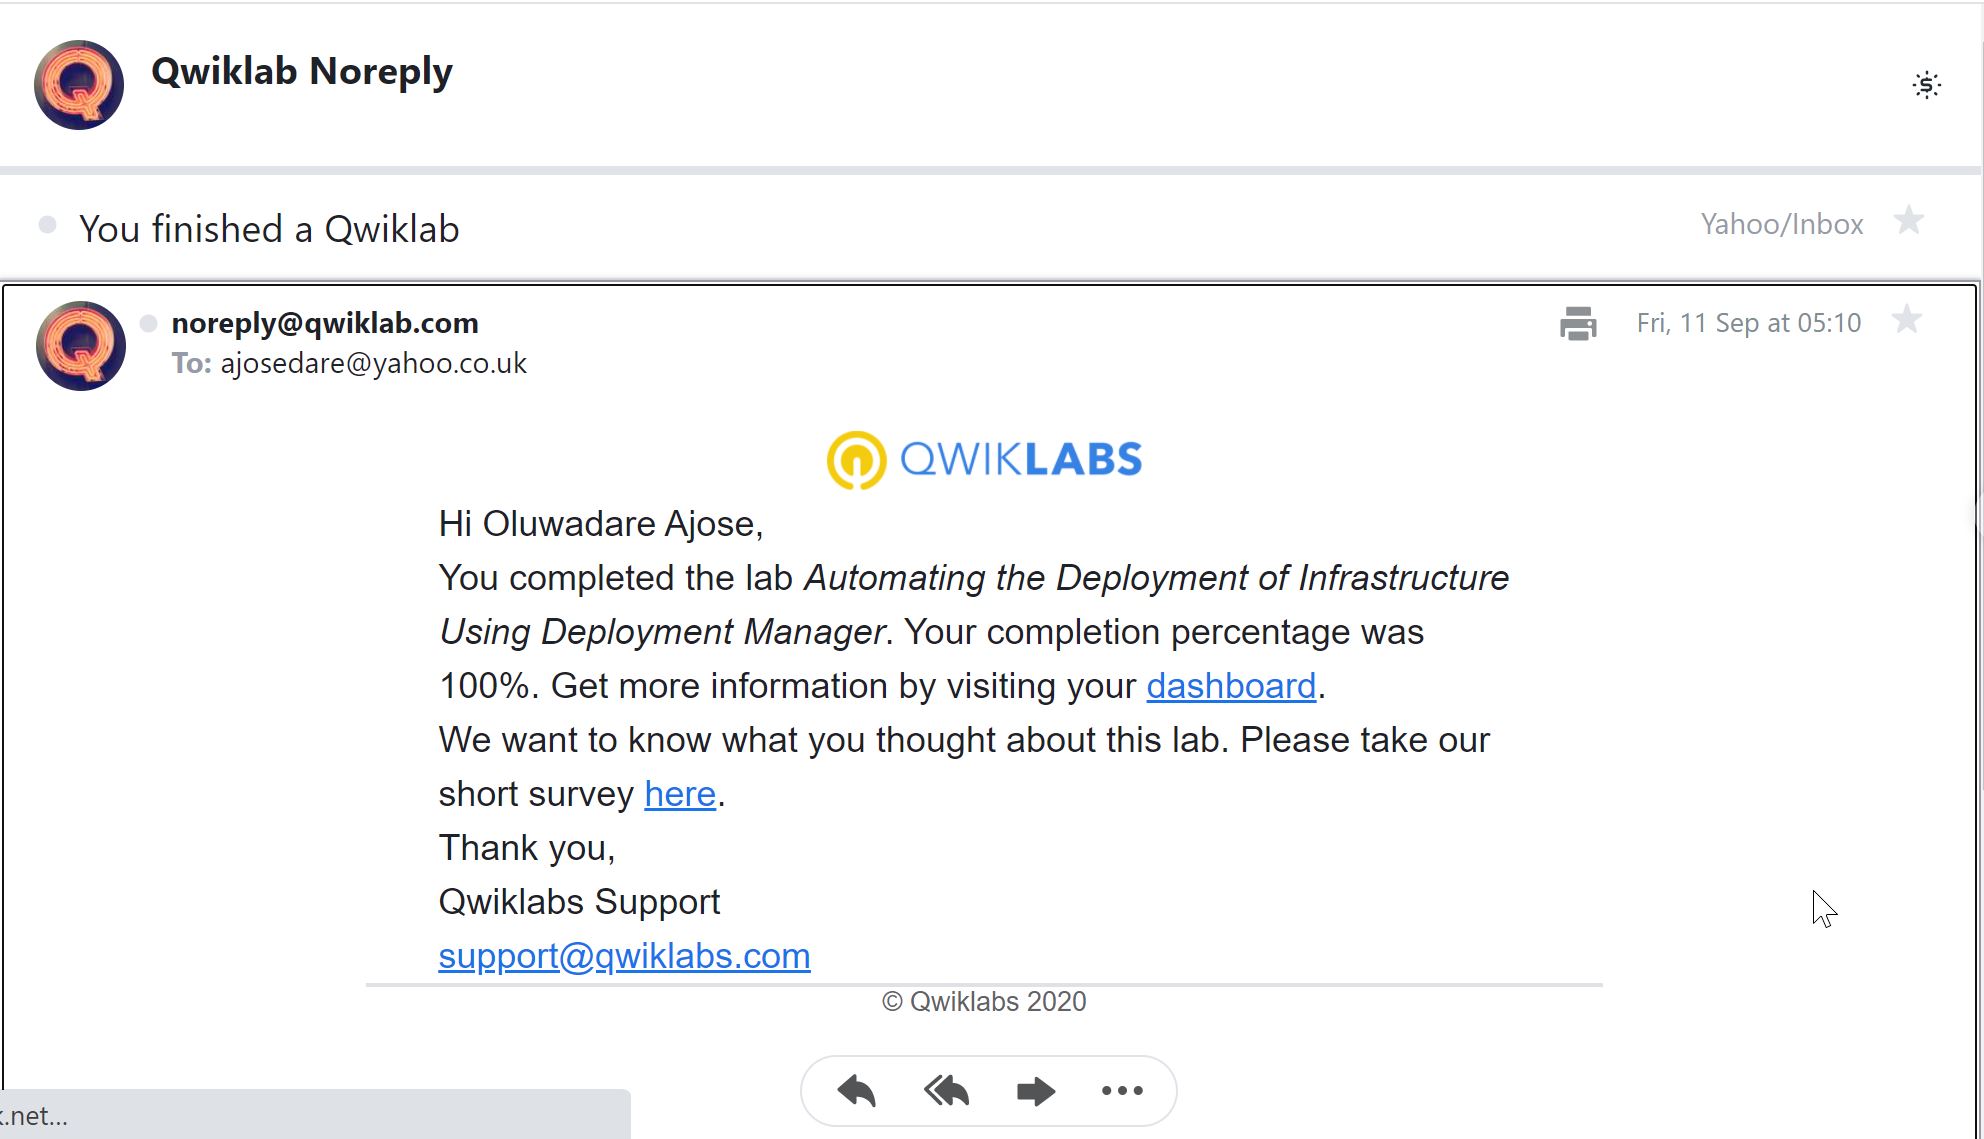 Qwiklab Noreply
You finished a Qwiklab
Yahoo/Inbox
noreply@qwiklab.com
Fri, 11 Sep at 05:10
To: ajosedare@yahoo.co.uk
QWIKLABS
Hi Oluwadare Ajose,
You completed the lab Automating the Deployment of Infrastructure
Using Deployment Manager. Your completion percentage was
100%. Get more information by visiting your dashboard.
We want to know what you thought about this lab. Please take our
short survey here.
Thank you,
Qwiklabs Support
support@qwiklabs.com
© Qwiklabs 2020
.net...